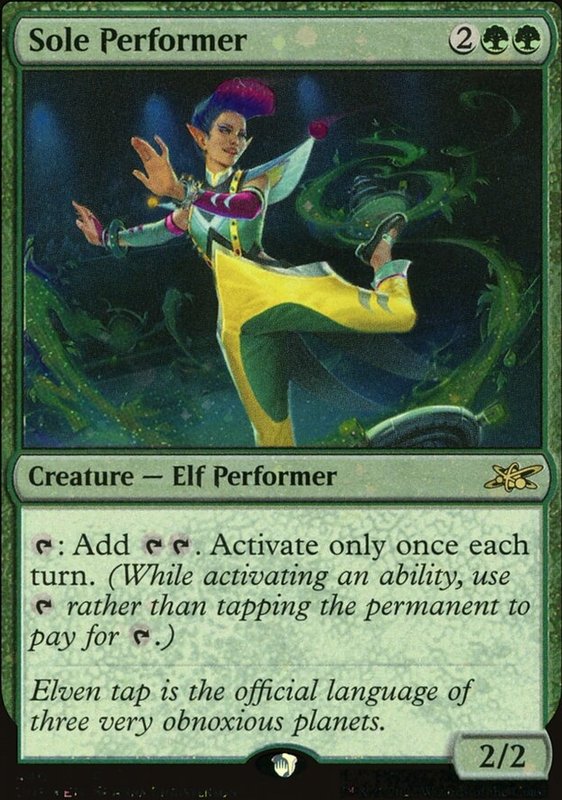 Sole Performer 2
Creature — Elf Performer
: Add . Activate only once each
turn. (While activating an ability, use
rather than tapping the permanent to
pay for .)
Elven tap is the official language of
three very obnoxious planets.
2/2